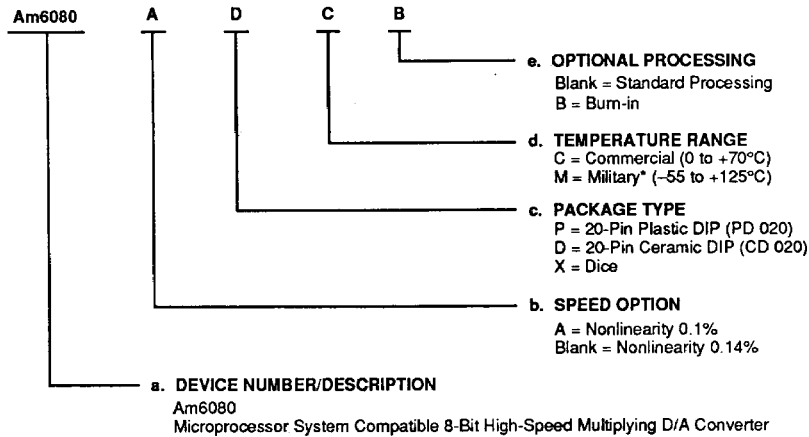 Am6080 A D C B
e. OPTIONAL PROCESSING
Blank = Standard Processing
B = Burn-in
d. TEMPERATURE RANGE
C = Commercial (0 to +70°C)
M = Military* (–55 to +125°C)
c. PACKAGE TYPE
P = 20-Pin Plastic DIP (PD 020)
D = 20-Pin Ceramic DIP (CD 020)
X = Dice
b. SPEED OPTION
A = Nonlinearity 0.1%
Blank = Nonlinearity 0.14%
a. DEVICE NUMBER/DESCRIPTION
Am6080
Microprocessor System Compatible 8-Bit High-Speed Multiplying D/A Converter